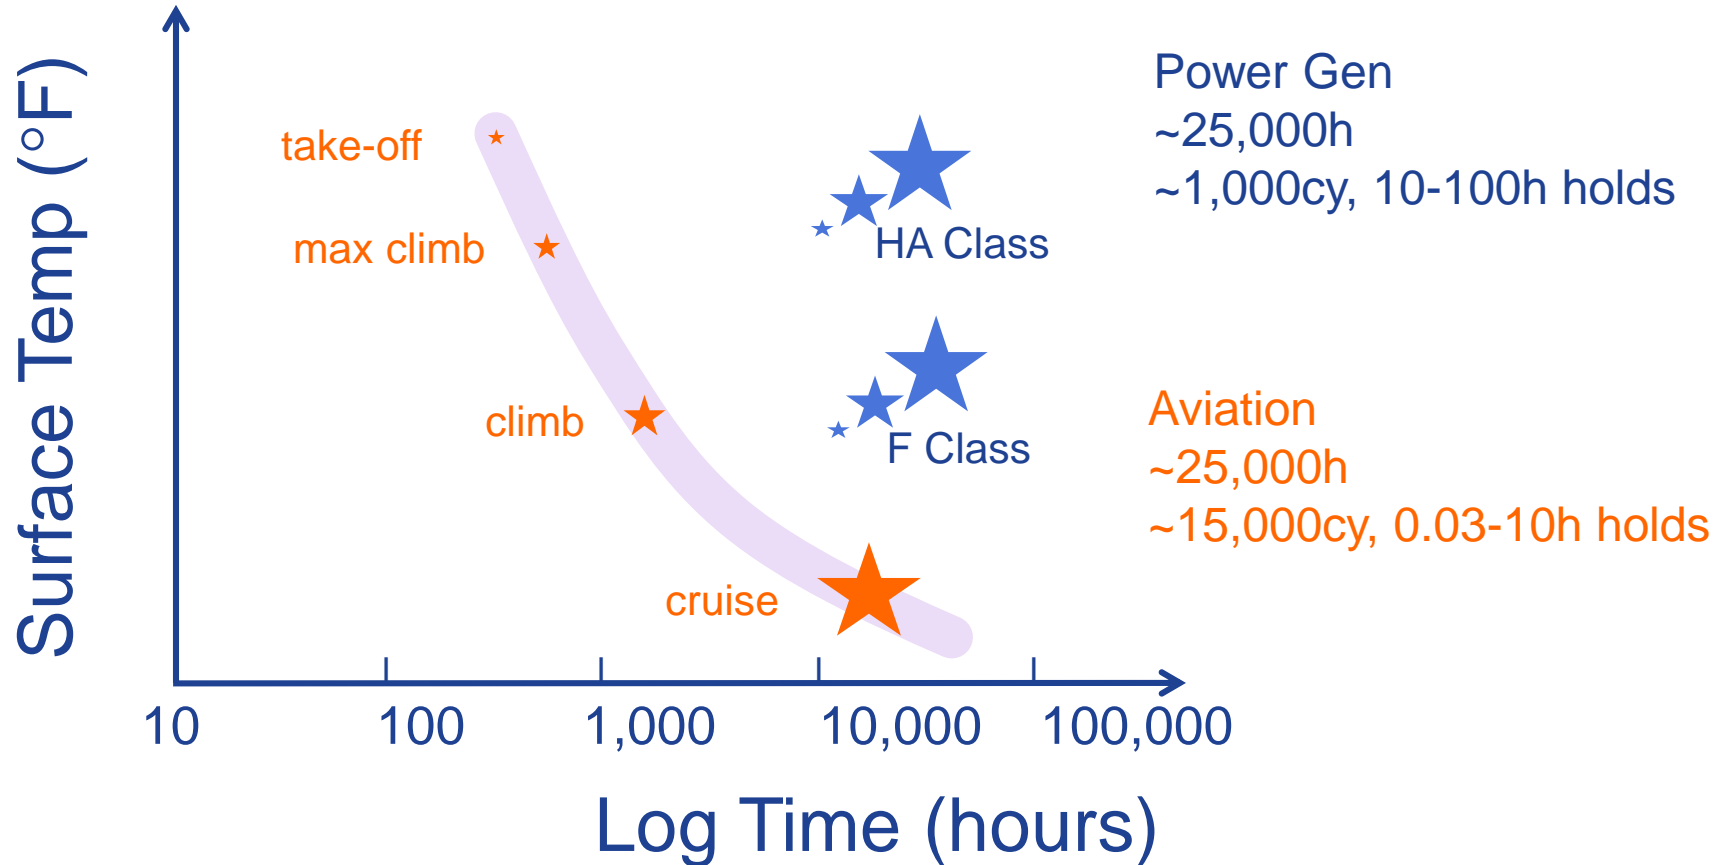 Surface Temp (°F)
take-off
max climb
climb
cruise
HA Class
F Class
Power Gen
~25,000h
~1,000cy, 10-100h holds
Aviation
~25,000h
~15,000cy, 0.03-10h holds
10 100 1,000 10,000 100,000
Log Time (hours)